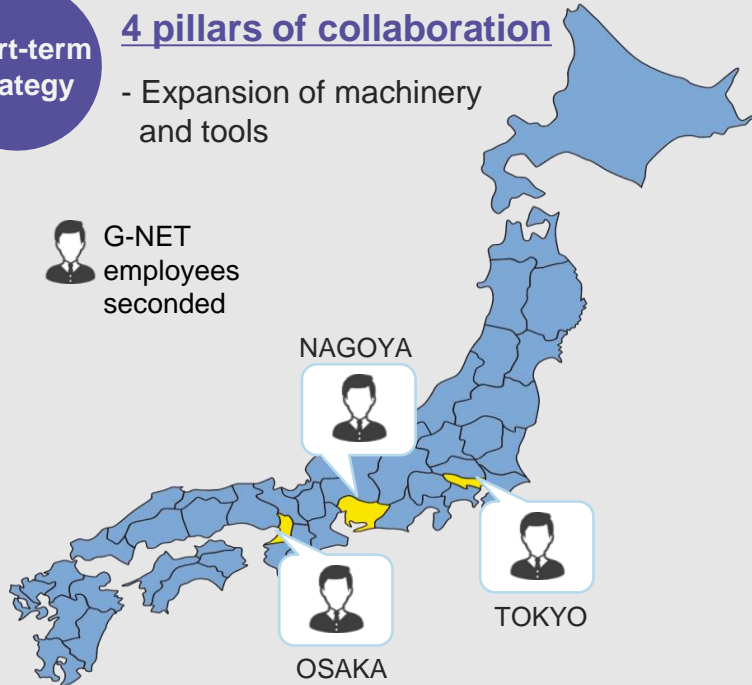 4 pillars of collaboration
- Expansion of machinery
and tools
G-NET
employees
seconded
NAGOYA
TOKYO
OSAKA